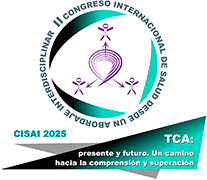 II CONGRESO INTERNACIONAL DE SALUD DESDE UN ABORDAJE INTERDISCIPLINAR
CISAI 2025
TCA:
presente y futuro. Un camino
hacia la comprensión y superación